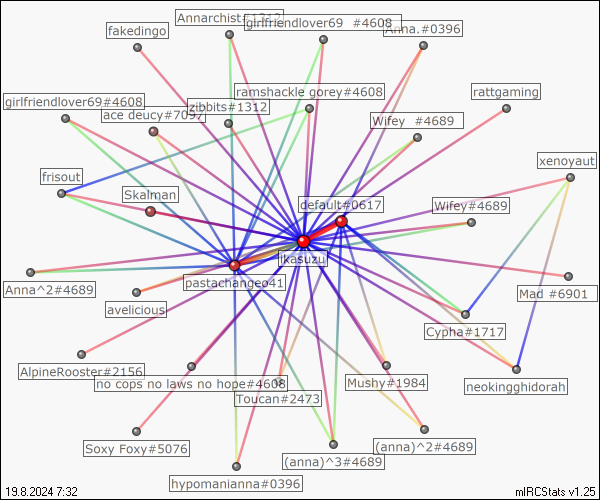 Annarchist#1312
girlfriendlover69 #4608
fakedingo
Anna.#0396
ramshackle gorey#4608
rattgaming
girlfriendlover69#4608
zibbits#1312
ace deucy#7097
Wifey #4689
xenoyaut
frisout
Skalman
default#0617
Wifey#4689
ikasuzu
pastachangeo41
Anna^2#4689
Mad #6901
avelicious
Cypha#1717
AlpineRooster#2156
no cops no laws no hope#4608
Mushy#1984
neokingghidorah
Toucan#2473
Soxy Foxy#5076
(anna)^2#4689
(anna)^3#4689
hypomanianna#0396
19.8.2024 7:32
mIRCStats v1.25